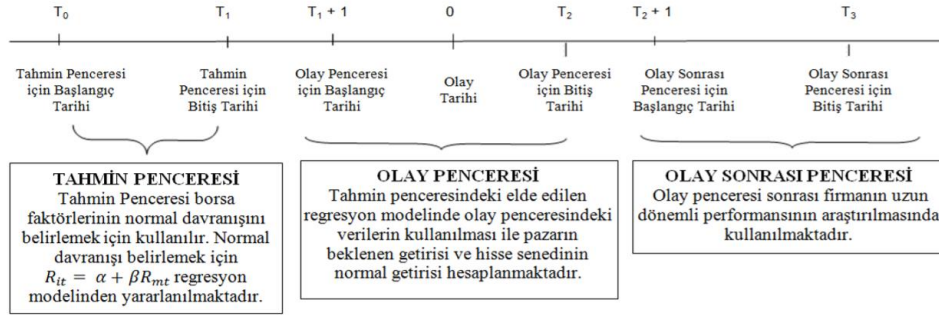 T₀ T₁ T₁ + 1 0 T₂ T₂ + 1 T₃
Tahmin Penceresi
için Başlangıç
Tarihi
Tahmin
Penceresi için
Bitiş Tarihi
Olay Penceresi
için Başlangıç
Tarihi
Olay
Tarihi
Olay Penceresi
için Bitiş
Tarihi
Olay Sonrası
Penceresi için
Başlangıç Tarihi
Olay Sonrası
Penceresi için
Bitiş Tarihi
TAHMİN PENCERESİ
Tahmin Penceresi borsa
faktörlerinin normal davranışını
belirlemek için kullanılır. Normal
davranışı belirlemek için
Rᵢₜ = α + βRₘₜ regresyon
modelinden yararlanılmaktadır.
OLAY PENCERESİ
Tahmin penceresindeki elde edilen
regresyon modelinde olay penceresindeki
verilerin kullanılması ile pazarın
beklenen getirisi ve hisse senedinin
normal getirisi hesaplanmaktadır.
OLAY SONRASI PENCERESİ
Olay penceresi sonrası firmanın uzun
dönemli performansının araştırılmasında
kullanılmaktadır.